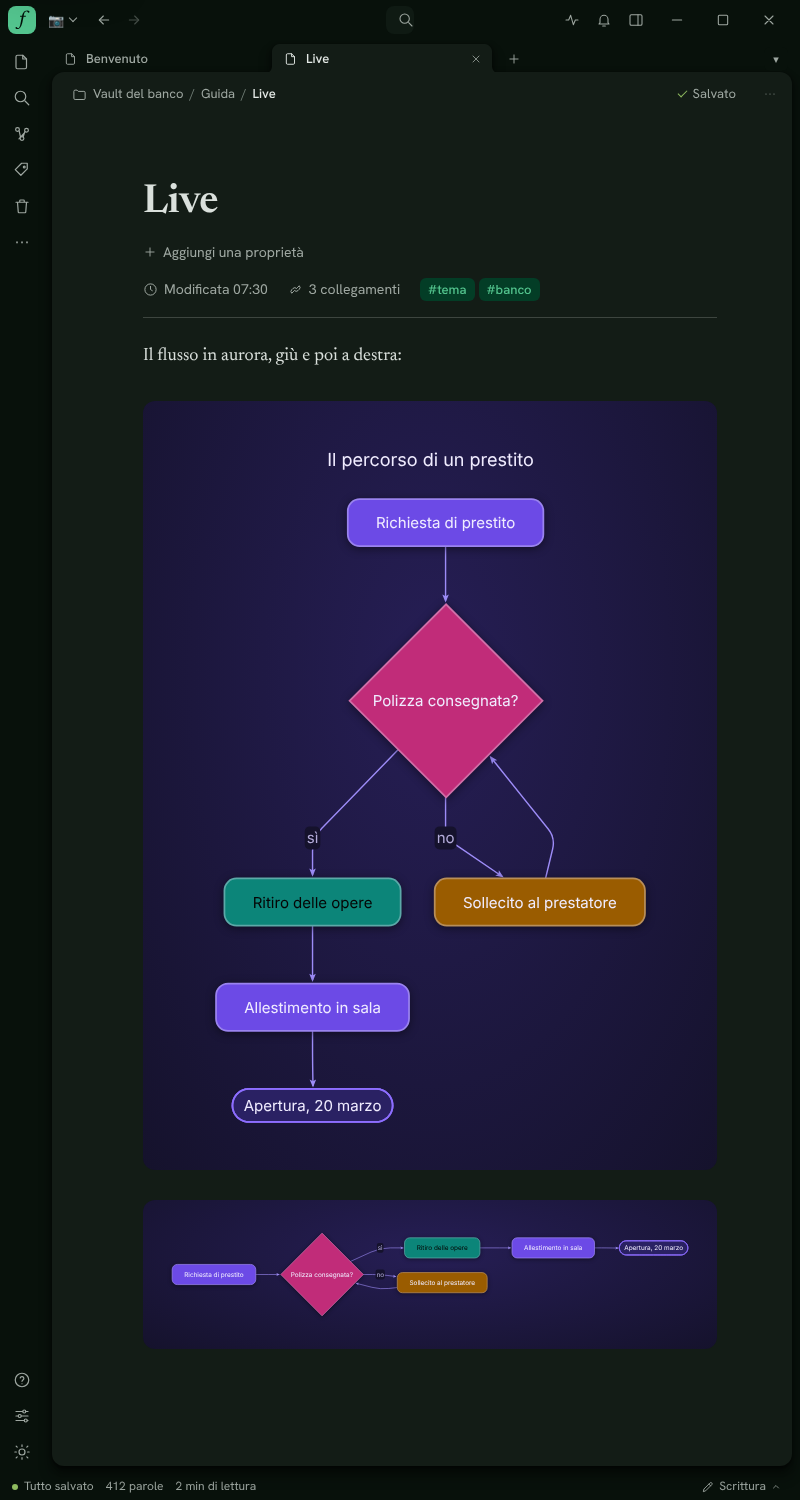 f
Benvenuto
Live
Vault del banco / Guida / Live
Salvato
Live
Aggiungi una proprietà
Modificata 07:30
3 collegamenti
#tema
#banco
Il flusso in aurora, giù e poi a destra:
Il percorso di un prestito
Richiesta di prestito
Polizza consegnata?
sì
no
Ritiro delle opere
Sollecito al prestatore
Allestimento in sala
Apertura, 20 marzo
Richiesta di prestito
Polizza consegnata?
sì
no
Ritiro delle opere
Sollecito al prestatore
Allestimento in sala
Apertura, 20 marzo
Tutto salvato
412 parole
2 min di lettura
Scrittura